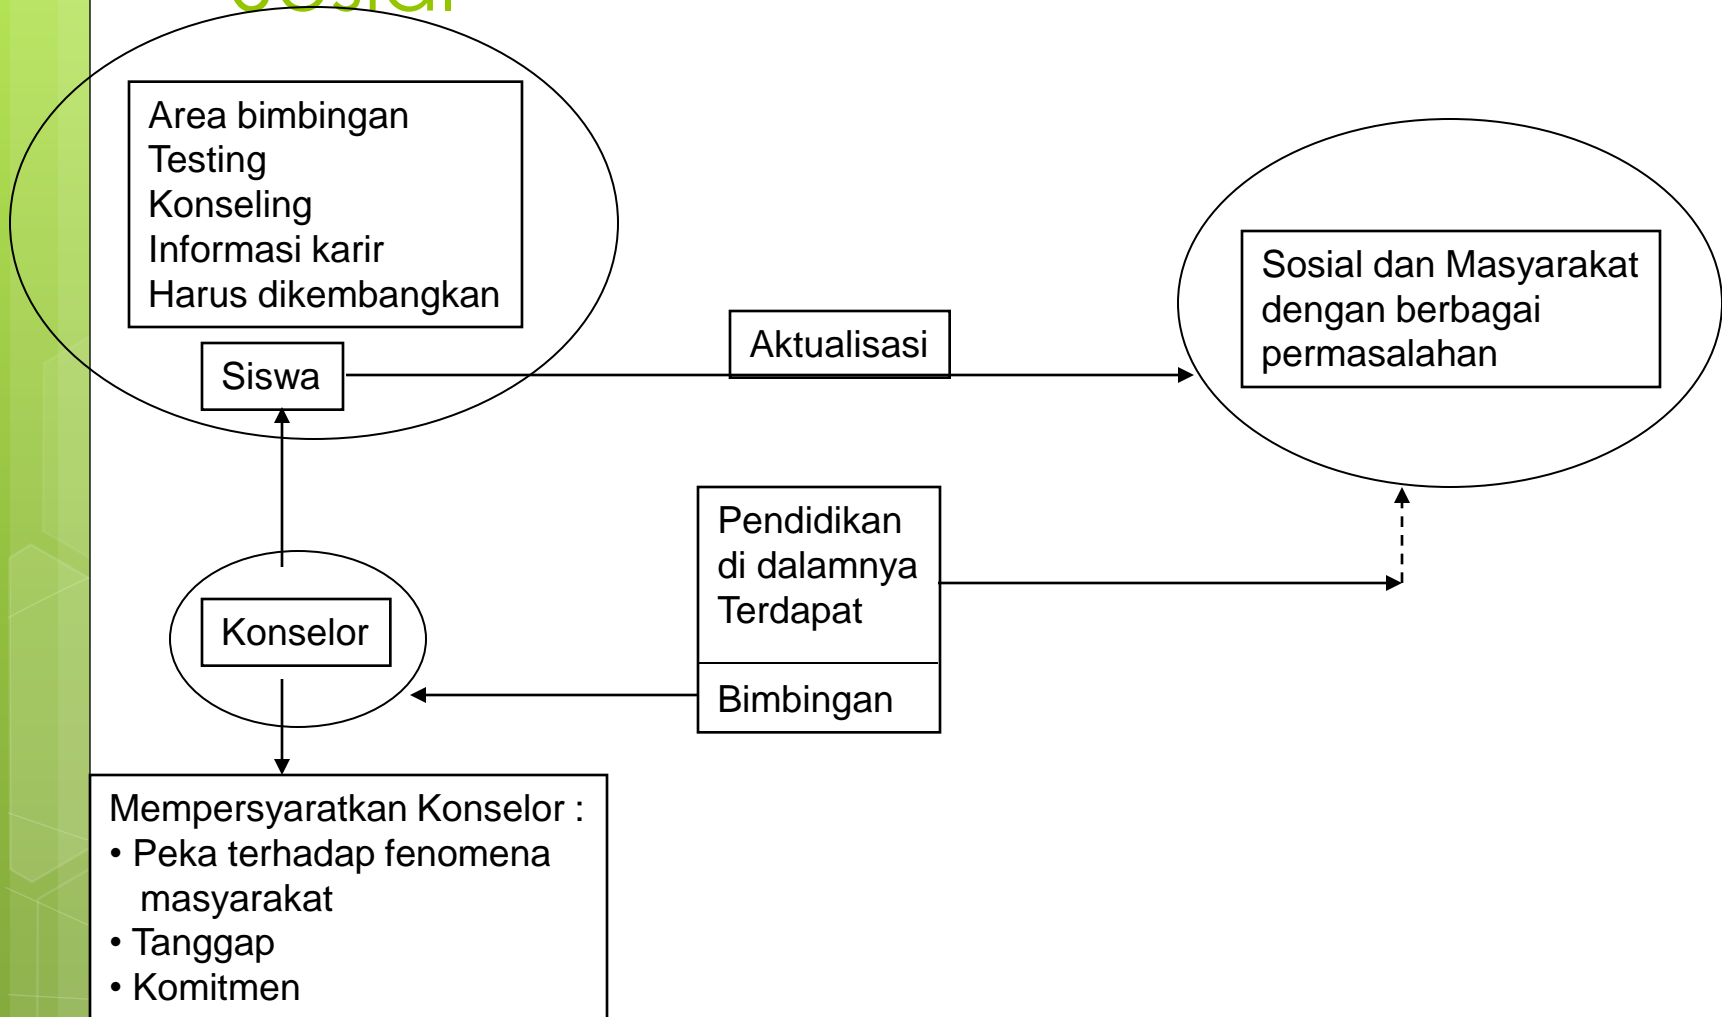 Sosial
Area bimbingan
Testing
Konseling
Informasi karir
Harus dikembangkan
Siswa
Aktualisasi
Sosial dan Masyarakat
dengan berbagai
permasalahan
Pendidikan
di dalamnya
Terdapat
Bimbingan
Konselor
Mempersyaratkan Konselor :
• Peka terhadap fenomena
masyarakat
• Tanggap
• Komitmen